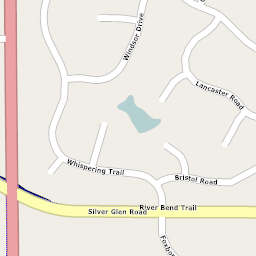 Windsor Drive
Lancaster Road
Whispering Trail
Bristol Road
River Bend Trail
Silver Glen Road